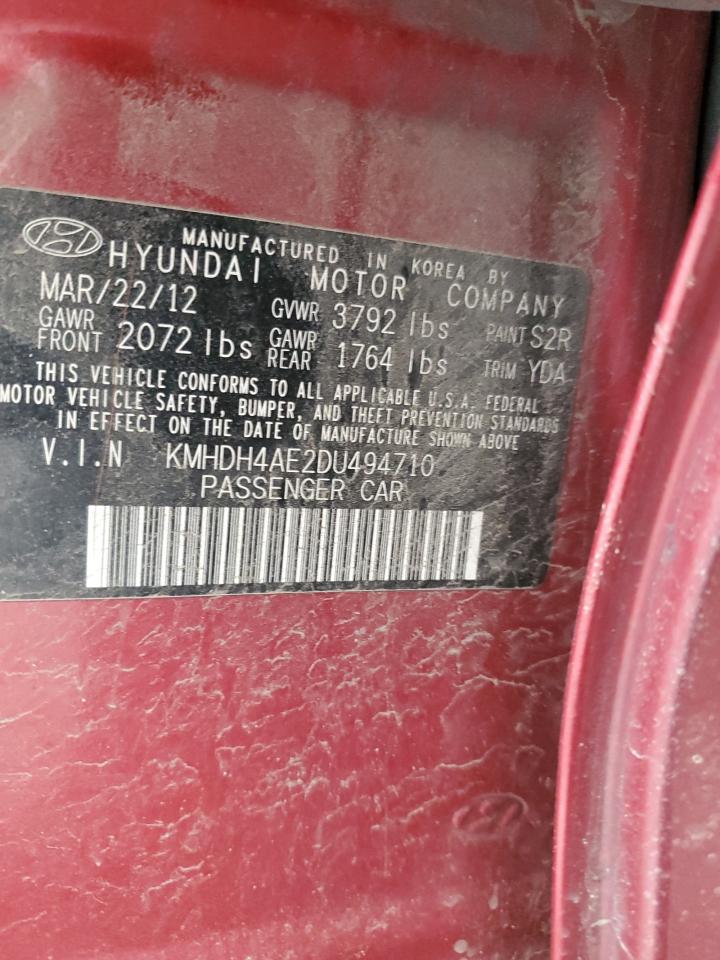 MANUFACTURED IN KOREA BY
HYUNDAI MOTOR COMPANY
MAR/22/12 GVWR 3792 lbs PAINT S2R
GAWR FRONT 2072 lbs GAWR REAR 1764 lbs TRIM YDA
THIS VEHICLE CONFORMS TO ALL APPLICABLE U.S.A. FEDERAL
MOTOR VEHICLE SAFETY, BUMPER, AND THEFT PREVENTION STANDARDS
IN EFFECT ON THE DATE OF MANUFACTURE SHOWN ABOVE
V.I.N KMHDH4AE2DU494710
PASSENGER CAR